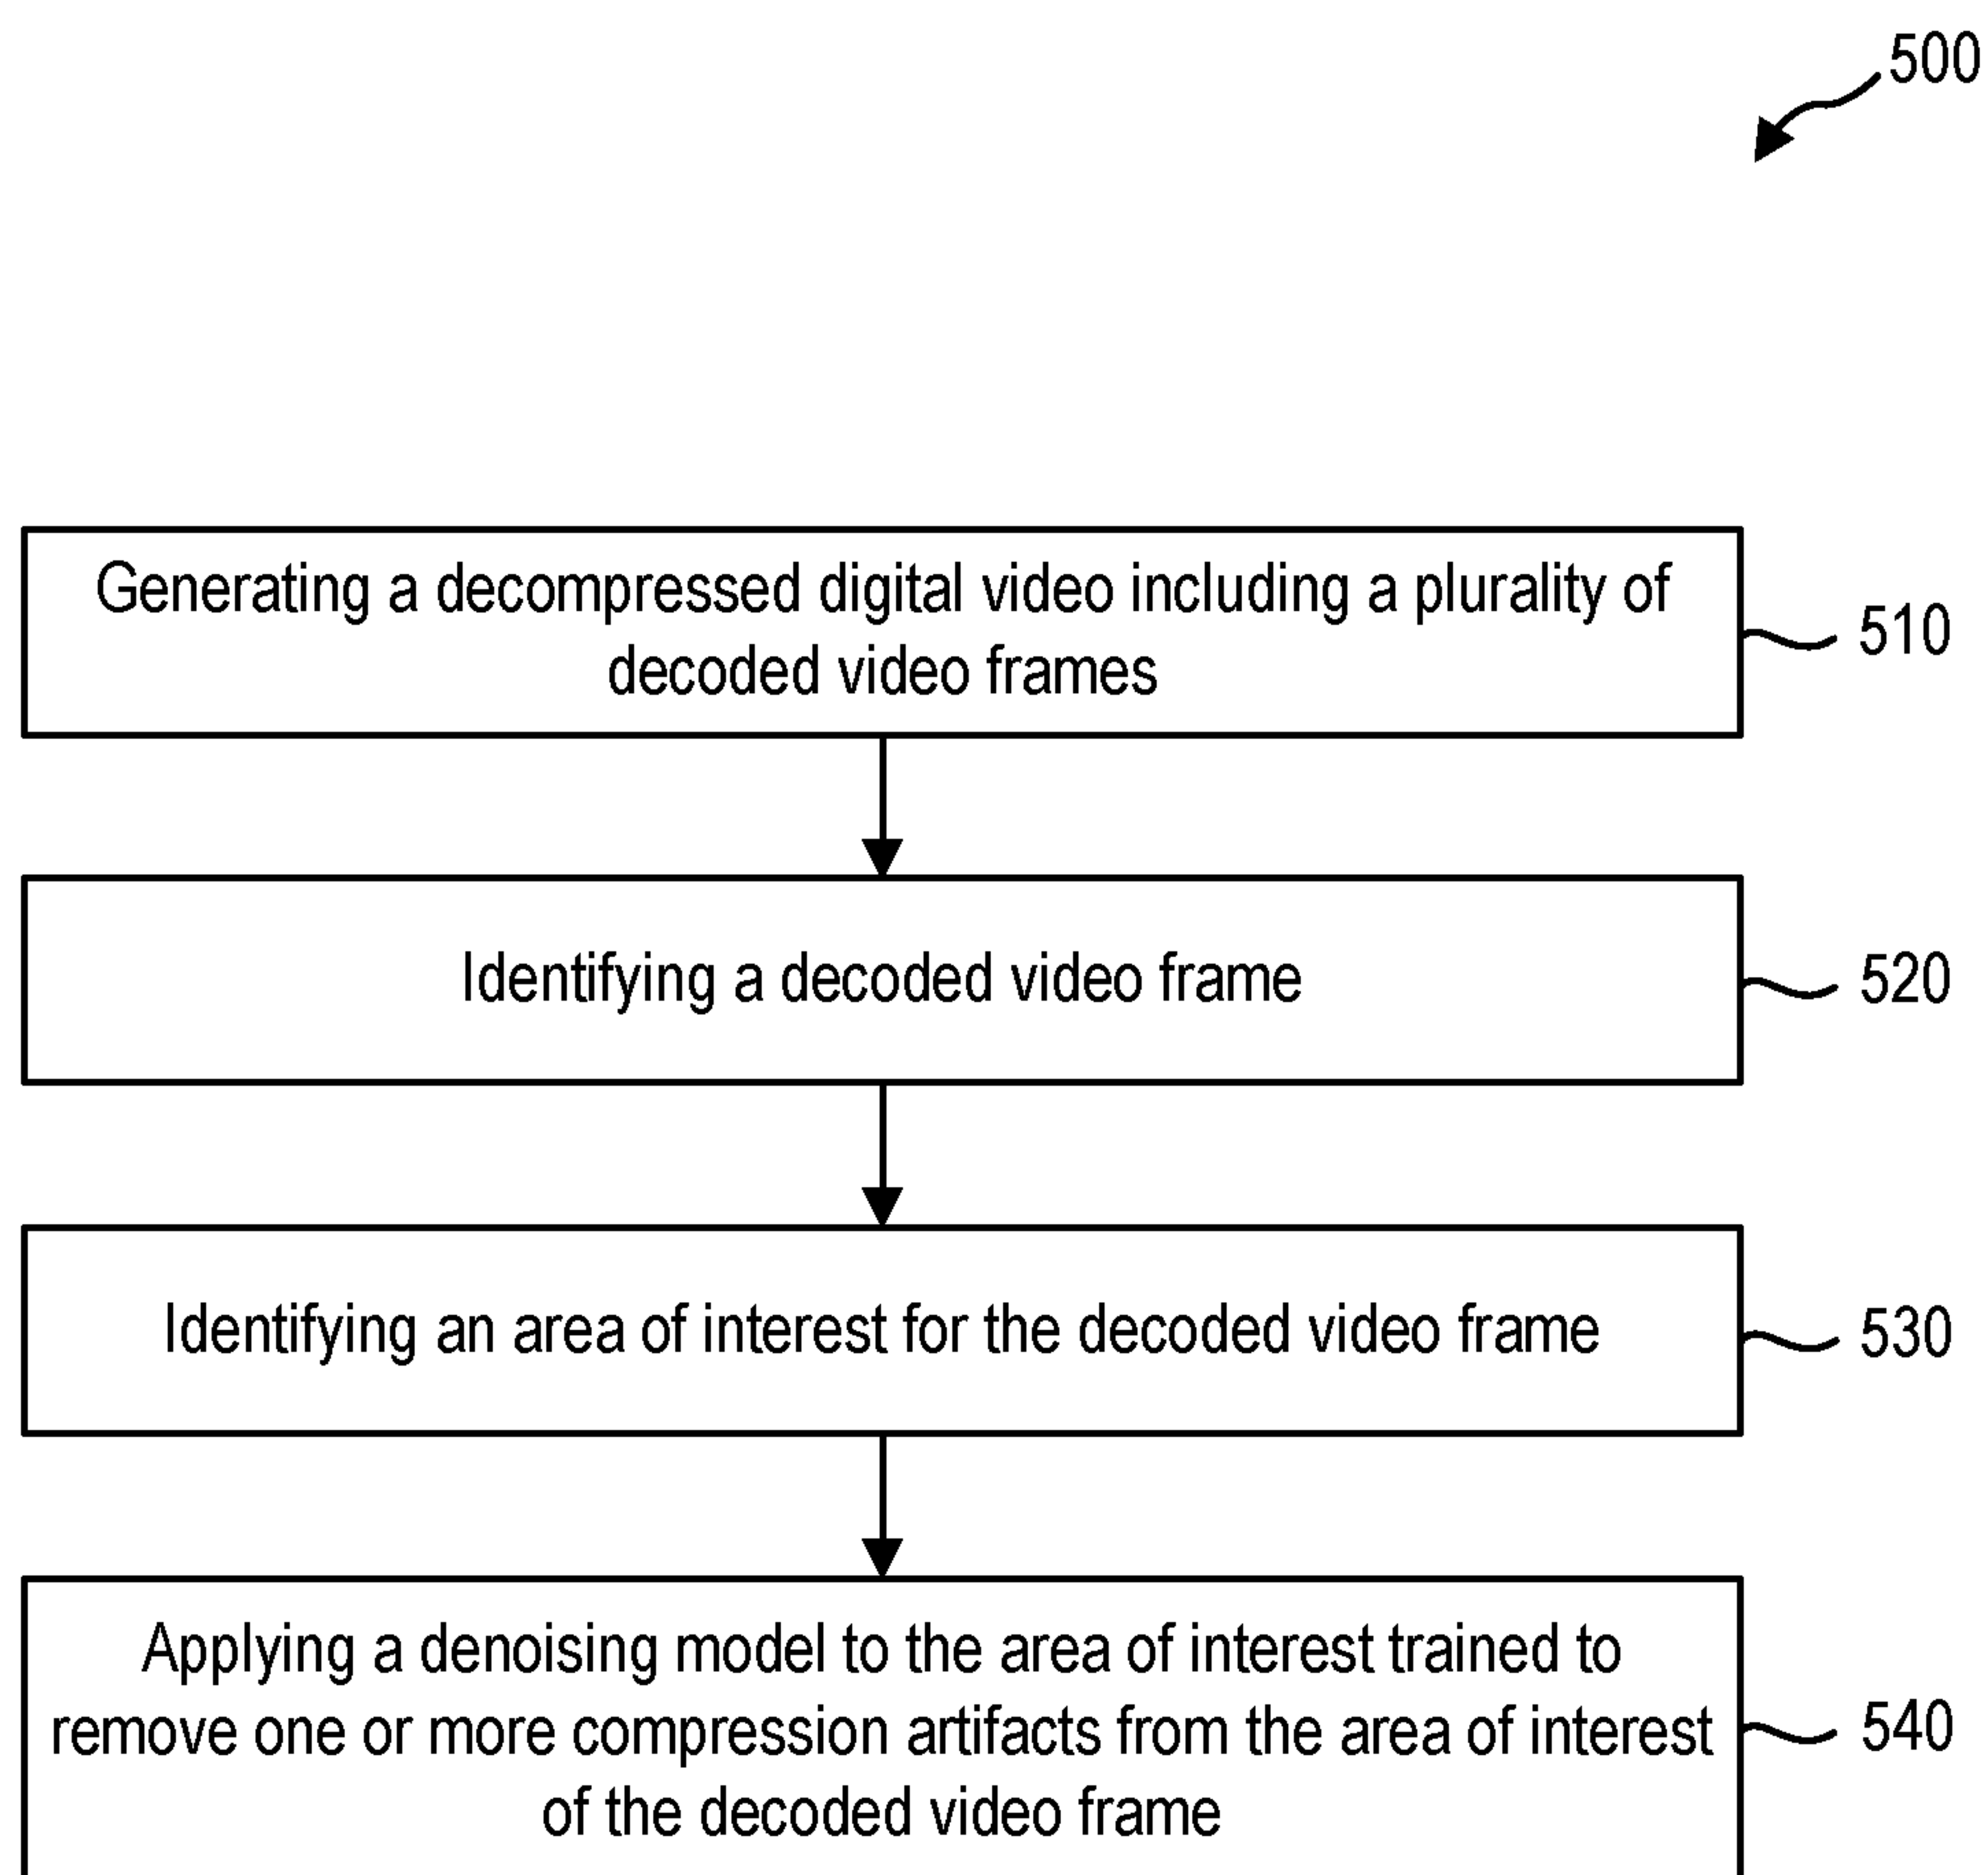 500
Generating a decompressed digital video including a plurality of
decoded video frames
510
Identifying a decoded video frame
520
Identifying an area of interest for the decoded video frame
530
Applying a denoising model to the area of interest trained to
remove one or more compression artifacts from the area of interest
of the decoded video frame
540